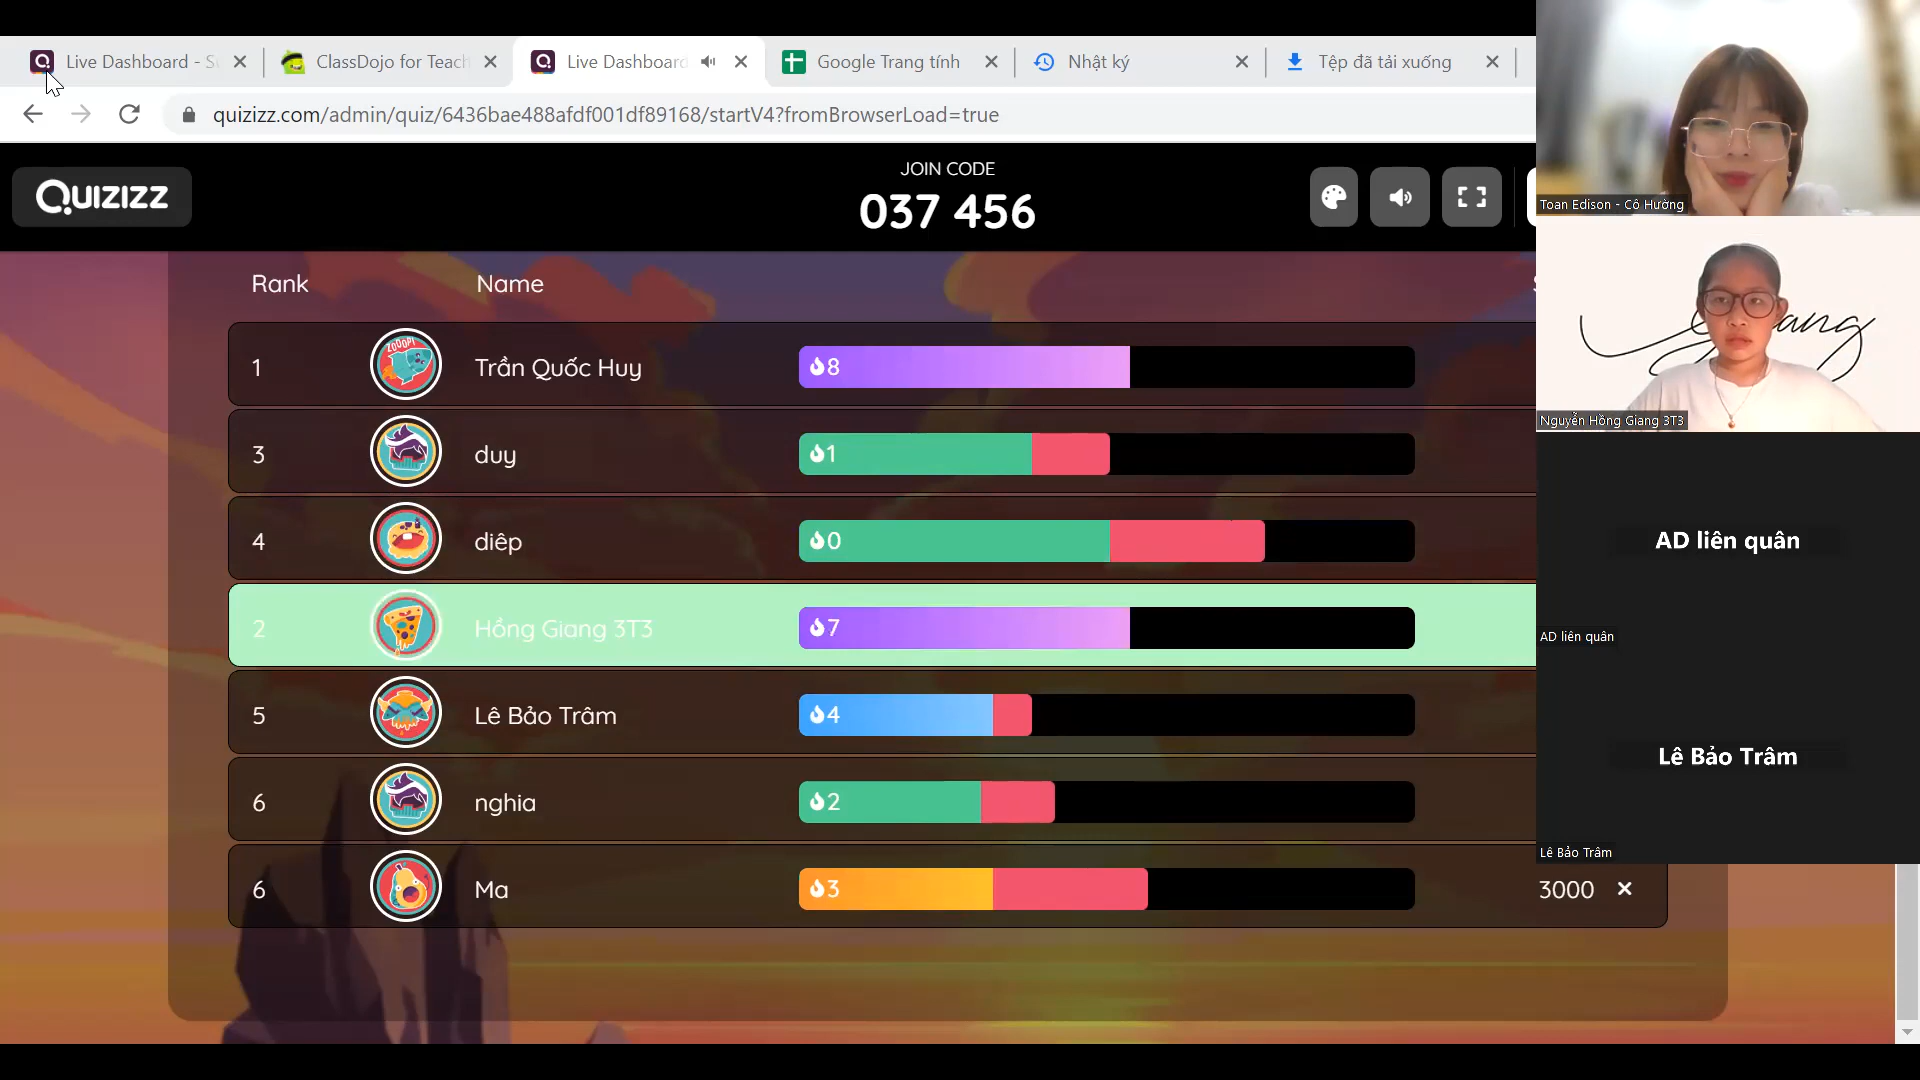 Live Dashboard - S
ClassDojo for Teach
Live Dashboard
Google Trang tính
Nhật ký
Tệp đã tải xuống
quizizz.com/admin/quiz/6436bae488afdf001df89168/startV4?fromBrowserLoad=true
QUIZIZZ
JOIN CODE
037 456
Rank
Name
1
ZOOOP!
Trần Quốc Huy
8
3
duy
1
4
diêp
0
2
Hồng Giang 3T3
7
5
Lê Bảo Trâm
4
6
nghia
2
6
Ma
3
3000
Toan Edison - Cô Hường
Giang
Nguyễn Hồng Giang 3T3
AD liên quân
AD liên quân
Lê Bảo Trâm
Lê Bảo Trâm